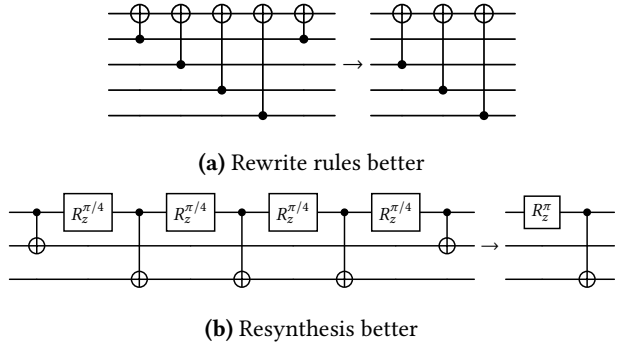 →
(a) Rewrite rules better
R_z^{π/4} R_z^{π/4} R_z^{π/4} R_z^{π/4} → R_z^{π}
(b) Resynthesis better